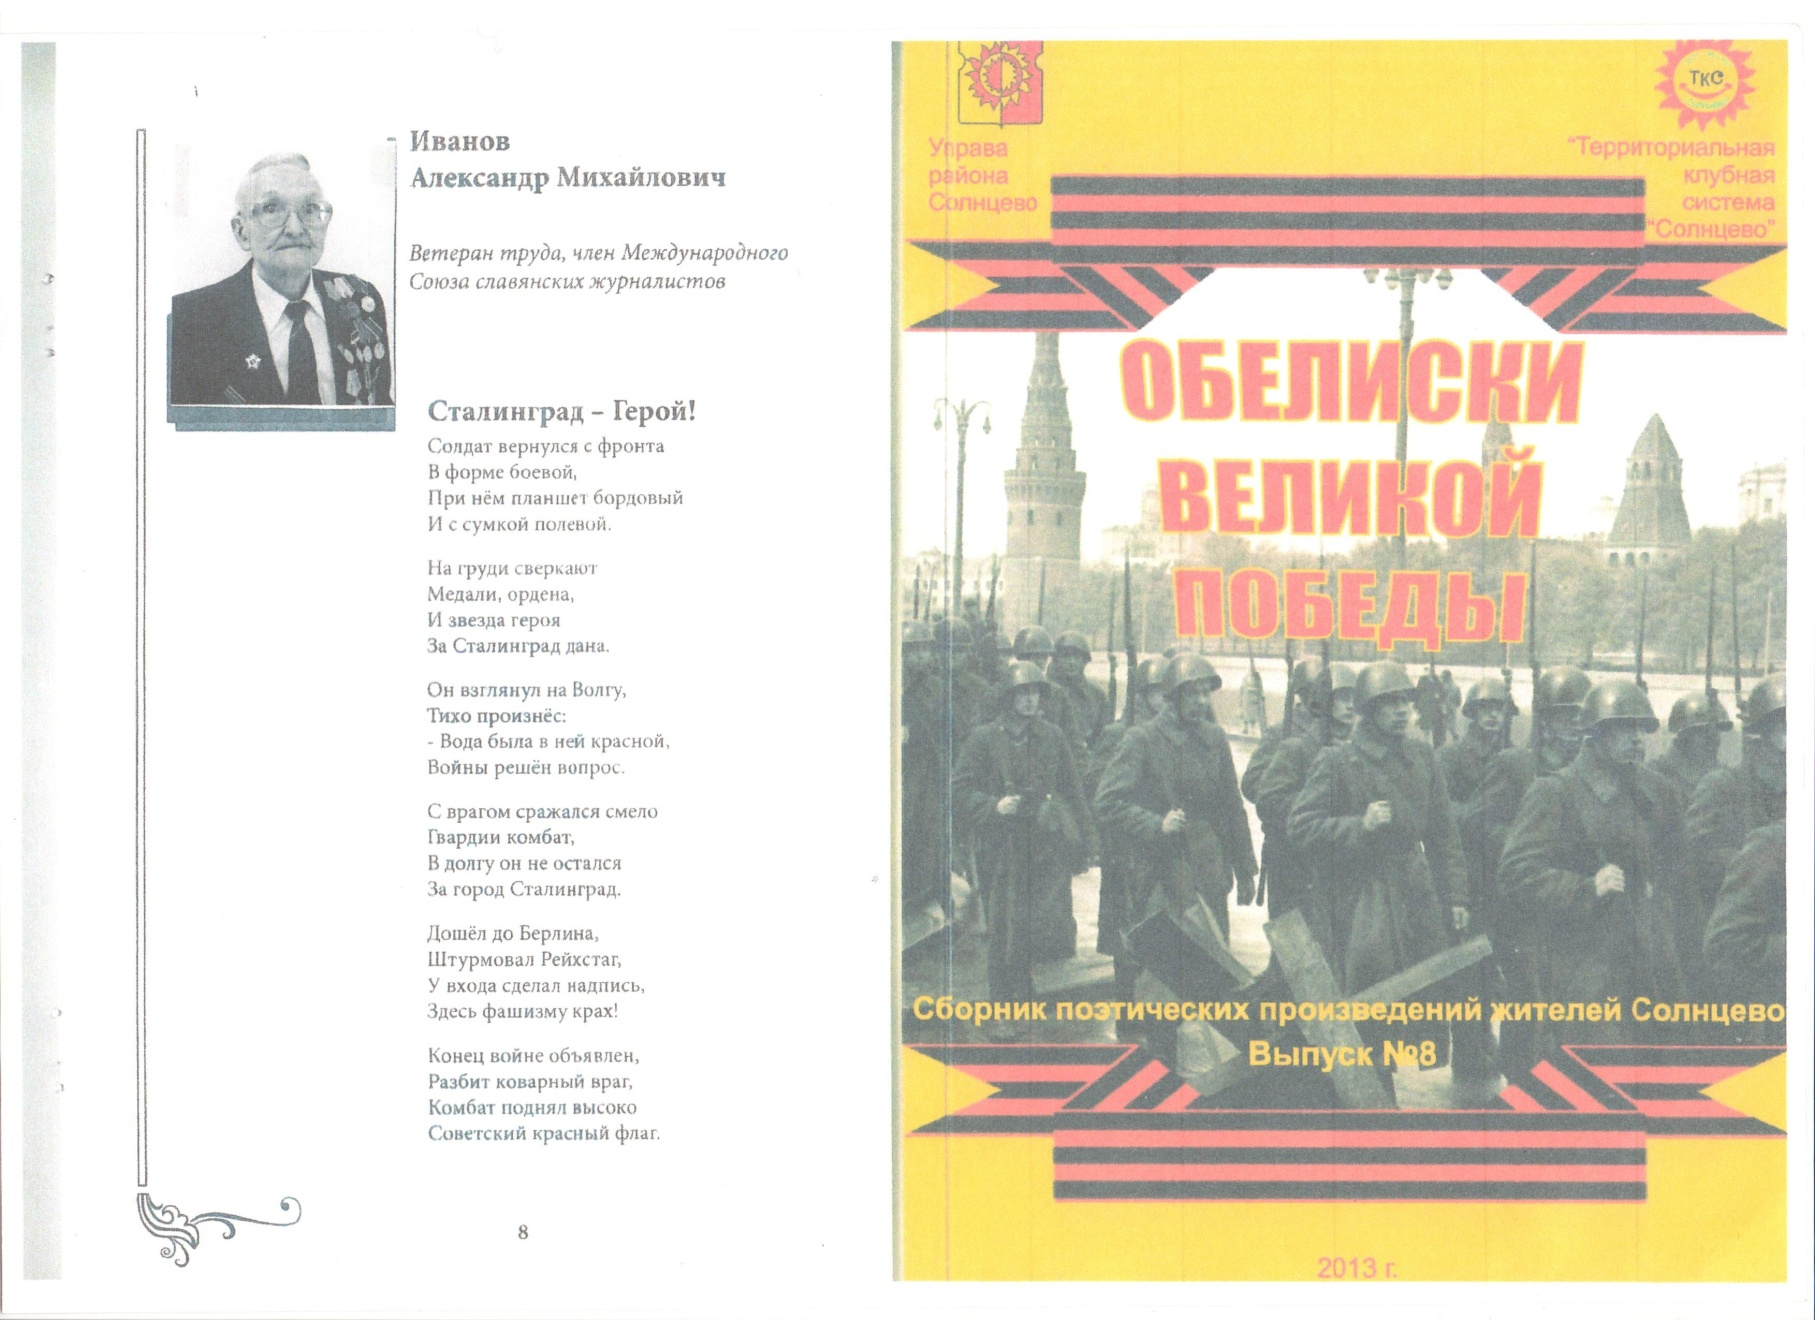 Иванов
Александр Михайлович
Ветеран труда, член Международного
Союза славянских журналистов
Сталинград – Герой!
Солдат вернулся с фронта
В форме боевой,
При нём планшет бордовый
И с сумкой полевой.
На груди сверкают
Медали, ордена,
И звезда героя
За Сталинград дана.
Он взглянул на Волгу,
Тихо произнёс:
- Вода была в ней красной,
Войны решён вопрос.
С врагом сражался смело
Гвардии комбат,
В долгу он не остался
За город Сталинград.
Дошёл до Берлина,
Штурмовал Рейхстаг,
У входа сделал надпись,
Здесь фашизму крах!
Конец войне объявлен,
Разбит коварный враг,
Комбат поднял высоко
Советский красный флаг.
8
Управа
района
Солнцево
ТКС
"Территориальная
клубная
система
"Солнцево"
ОБЕЛИСКИ
ВЕЛИКОЙ
ПОБЕДЫ
Сборник поэтических произведений жителей Солнцево
Выпуск №8
2013 г.